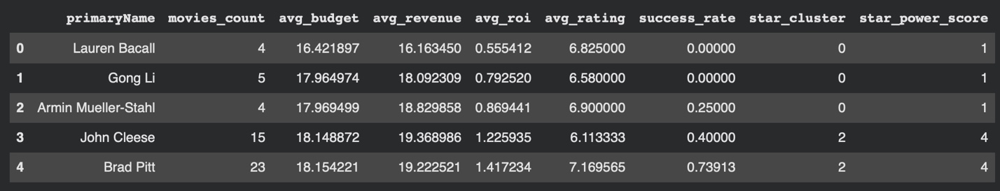 primaryName movies_count avg_budget avg_revenue avg_roi avg_rating success_rate star_cluster star_power_score
0 Lauren Bacall 4 16.421897 16.163450 0.555412 6.825000 0.00000 0 1
1 Gong Li 5 17.964974 18.092309 0.792520 6.580000 0.00000 0 1
2 Armin Mueller-Stahl 4 17.969499 18.829858 0.869441 6.900000 0.25000 0 1
3 John Cleese 15 18.148872 19.368986 1.225935 6.113333 0.40000 2 4
4 Brad Pitt 23 18.154221 19.222521 1.417234 7.169565 0.73913 2 4